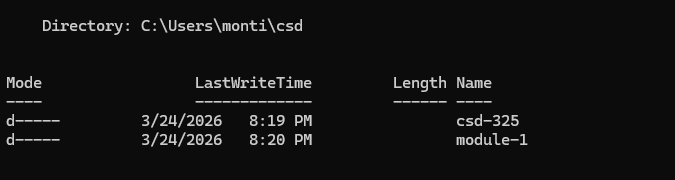 Directory: C:\Users\monti\csd
Mode LastWriteTime Length Name
---- ------------- ------ ----
d----- 3/24/2026 8:19 PM csd-325
d----- 3/24/2026 8:20 PM module-1